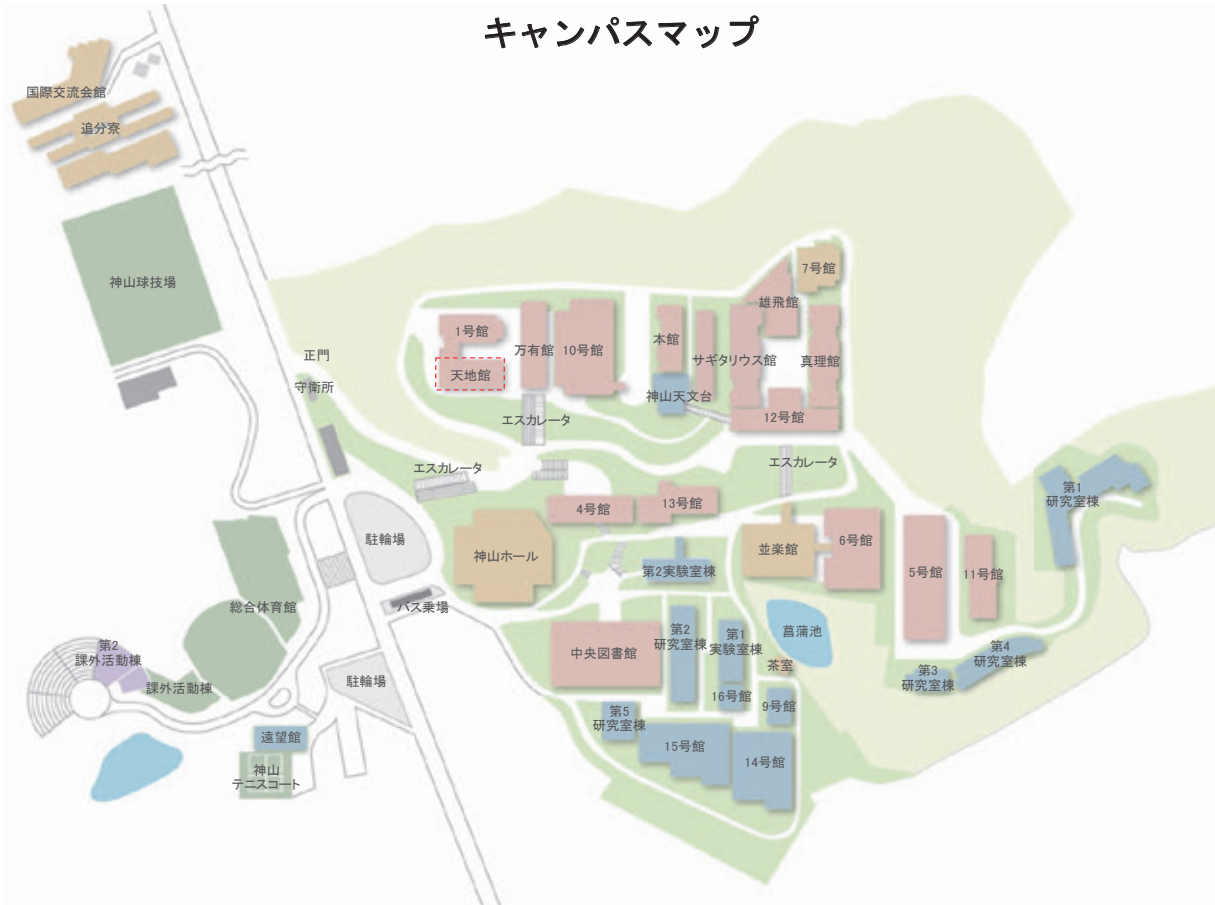 キャンパスマップ
国際交流会館
追分寮
神山球技場
正門
守衛所
1号館
天地館
万有館
10号館
本館
サギタリウス館
雄飛館
7号館
真理館
神山天文台
12号館
エスカレータ
エスカレータ
エスカレータ
4号館
13号館
神山ホール
駐輪場
バス乗場
第2実験室棟
並楽館
6号館
5号館
11号館
第1
研究室棟
総合体育館
第2
課外活動棟
課外活動棟
駐輪場
遠望館
神山
テニスコート
中央図書館
第2
研究室棟
第1
実験室棟
菖蒲池
茶室
16号館
9号館
第5
研究室棟
15号館
14号館
第3
研究室棟
第4
研究室棟